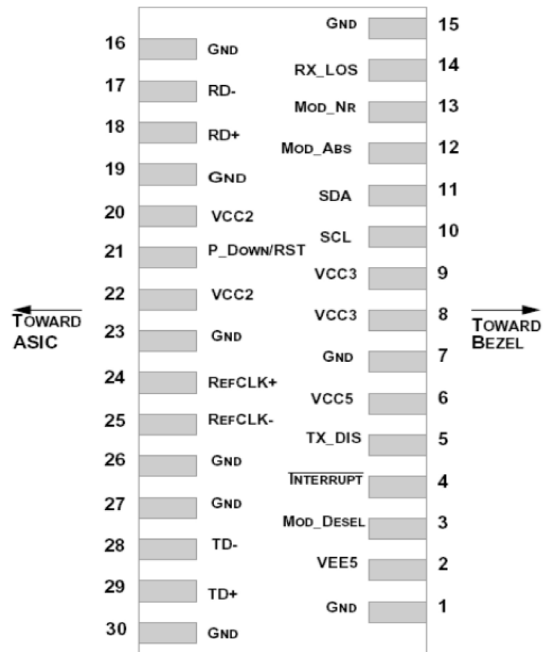 GND 15
16 GND
RX_LOS 14
17 RD-
MOD_NR 13
18 RD+
MOD_ABS 12
19 GND
SDA 11
20 VCC2
SCL 10
21 P_DOWN/RST
VCC3 9
22 VCC2
VCC3 8
TOWARD
ASIC
TOWARD
BEZEL
23 GND
GND 7
24 REFCLK+
VCC5 6
25 REFCLK-
TX_DIS 5
26 GND
INTERRUPT 4
27 GND
MOD_DESEL 3
28 TD-
VEE5 2
29 TD+
GND 1
30 GND